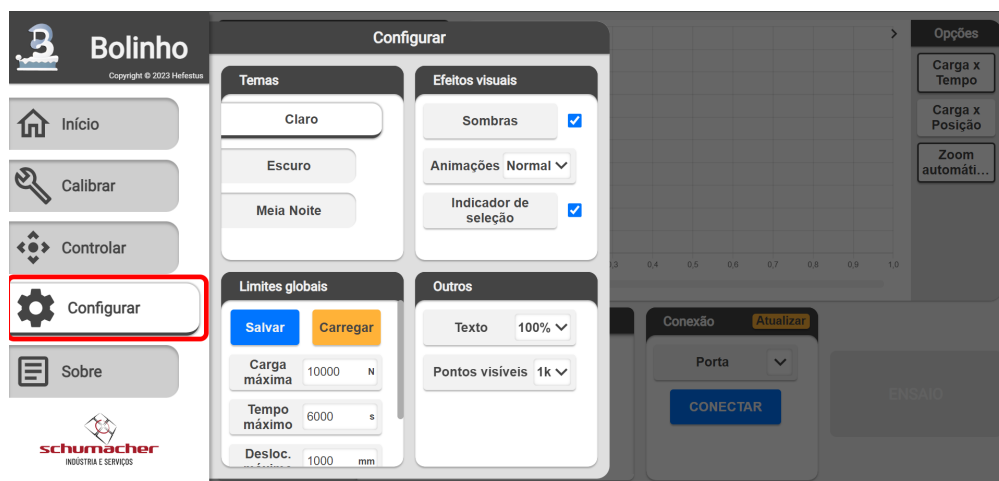 Bolinho
Copyright © 2023 Hefestus
Início
Calibrar
Controlar
Configurar
Sobre
schumacher
INDÚSTRIA E SERVIÇOS
Configurar
Temas
Claro
Escuro
Meia Noite
Efeitos visuais
Sombras
Animações Normal
Indicador de
seleção
Limites globais
Salvar Carregar
Carga
máxima 10000 N
Tempo
máximo 6000 s
Desloc.
1000 mm
Outros
Texto 100%
Pontos visíveis 1k
0,4 0,5 0,6 0,7 0,8 0,9 1,0
Opções
Carga x
Tempo
Carga x
Posição
Zoom
automáti...
Conexão Atualizar
Porta
CONECTAR
ENSAIO